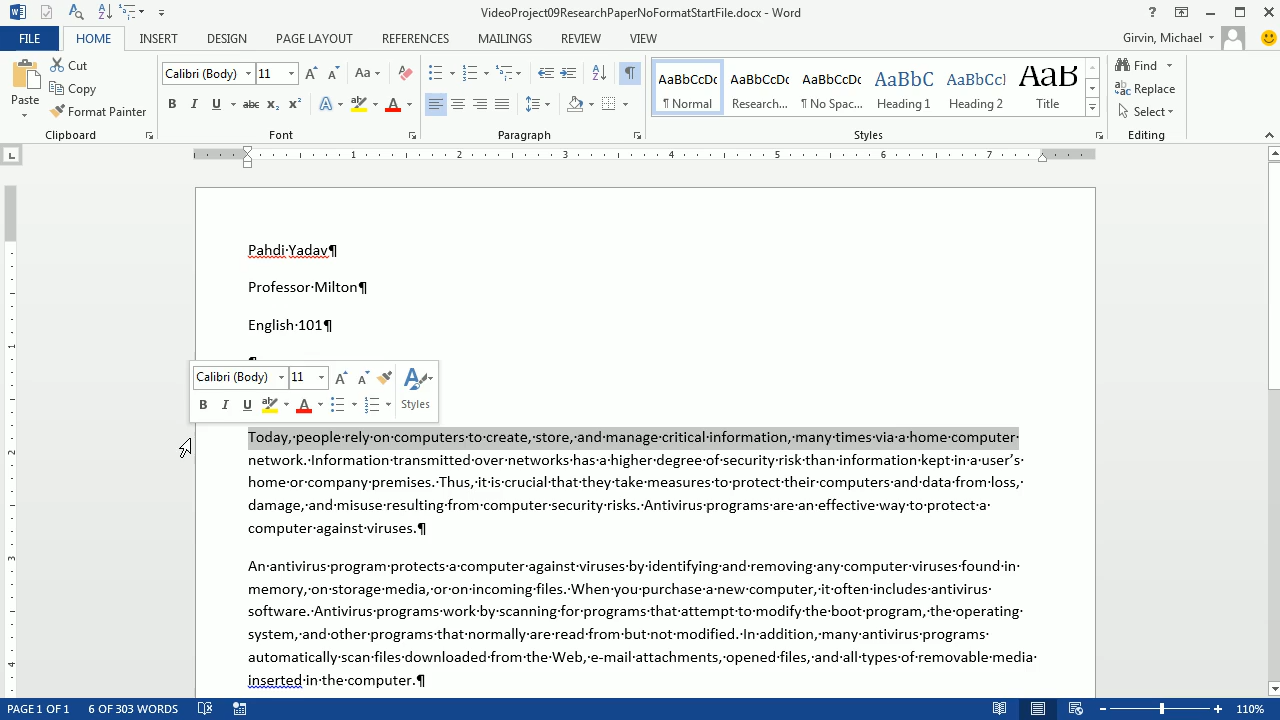 VideoProject09ResearchPaperNoFormatStartFile.docx - Word
FILE HOME INSERT DESIGN PAGE LAYOUT REFERENCES MAILINGS REVIEW VIEW Girvin, Michael
Paste
Cut
Copy
Format Painter
Clipboard
Calibri (Body) 11
Font
Paragraph
AaBbCcDc AaBbCcDc AaBbCcDc AaBbC AaBbCcI AaB
¶ Normal Research... ¶ No Spac... Heading 1 Heading 2 Title
Styles
Find
Replace
Select
Editing
1 2 3 4 5 6 7
Pahdi·Yadav¶
Professor·Milton¶
English·101¶
¶
Calibri (Body) 11
Styles
Today,·people·rely·on·computers·to·create,·store,·and·manage·critical·information,·many·times·via·a·home·computer·
network.·Information·transmitted·over·networks·has·a·higher·degree·of·security·risk·than·information·kept·in·a·user’s·
home·or·company·premises.·Thus,·it·is·crucial·that·they·take·measures·to·protect·their·computers·and·data·from·loss,·
damage,·and·misuse·resulting·from·computer·security·risks.·Antivirus·programs·are·an·effective·way·to·protect·a·
computer·against·viruses.¶
An·antivirus·program·protects·a·computer·against·viruses·by·identifying·and·removing·any·computer·viruses·found·in·
memory,·on·storage·media,·or·on·incoming·files.·When·you·purchase·a·new·computer,·it·often·includes·antivirus·
software.·Antivirus·programs·work·by·scanning·for·programs·that·attempt·to·modify·the·boot·program,·the·operating·
system,·and·other·programs·that·normally·are·read·from·but·not·modified.·In·addition,·many·antivirus·programs·
automatically·scan·files·downloaded·from·the·Web,·e-mail·attachments,·opened·files,·and·all·types·of·removable·media·
inserted·in·the·computer.¶
PAGE 1 OF 1 6 OF 303 WORDS 110%